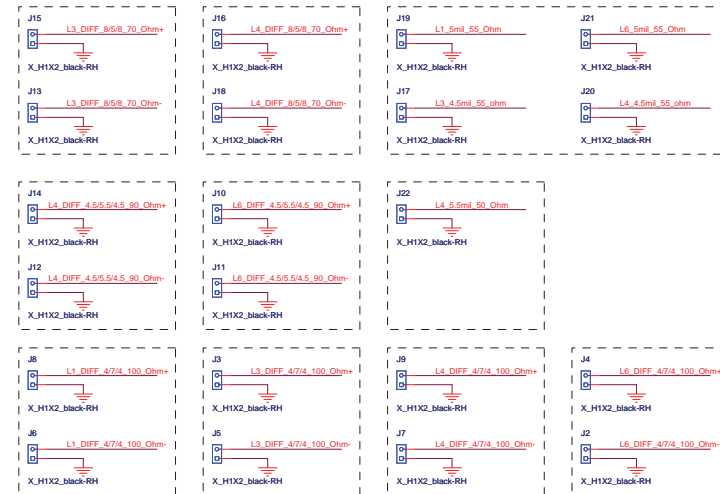 J15
L3_DIFF_8/5/8_70_Ohm+
X_H1X2_black-RH
J13
L3_DIFF_8/5/8_70_Ohm-
X_H1X2_black-RH
J16
L4_DIFF_8/5/8_70_Ohm+
X_H1X2_black-RH
J18
L4_DIFF_8/5/8_70_Ohm-
X_H1X2_black-RH
J19
L1_5mil_55_Ohm
X_H1X2_black-RH
J17
L3_4.5mil_55_ohm
X_H1X2_black-RH
J21
L6_5mil_55_Ohm
X_H1X2_black-RH
J20
L4_4.5mil_55_ohm
X_H1X2_black-RH
J14
L4_DIFF_4.5/5.5/4.5_90_Ohm+
X_H1X2_black-RH
J12
L4_DIFF_4.5/5.5/4.5_90_Ohm-
X_H1X2_black-RH
J10
L6_DIFF_4.5/5.5/4.5_90_Ohm+
X_H1X2_black-RH
J11
L6_DIFF_4.5/5.5/4.5_90_Ohm-
X_H1X2_black-RH
J22
L4_5.5mil_50_Ohm
X_H1X2_black-RH
J8
L1_DIFF_4/7/4_100_Ohm+
X_H1X2_black-RH
J6
L1_DIFF_4/7/4_100_Ohm-
X_H1X2_black-RH
J3
L3_DIFF_4/7/4_100_Ohm+
X_H1X2_black-RH
J5
L3_DIFF_4/7/4_100_Ohm-
X_H1X2_black-RH
J9
L4_DIFF_4/7/4_100_Ohm+
X_H1X2_black-RH
J7
L4_DIFF_4/7/4_100_Ohm-
X_H1X2_black-RH
J4
L6_DIFF_4/7/4_100_Ohm+
X_H1X2_black-RH
J2
L6_DIFF_4/7/4_100_Ohm-
X_H1X2_black-RH